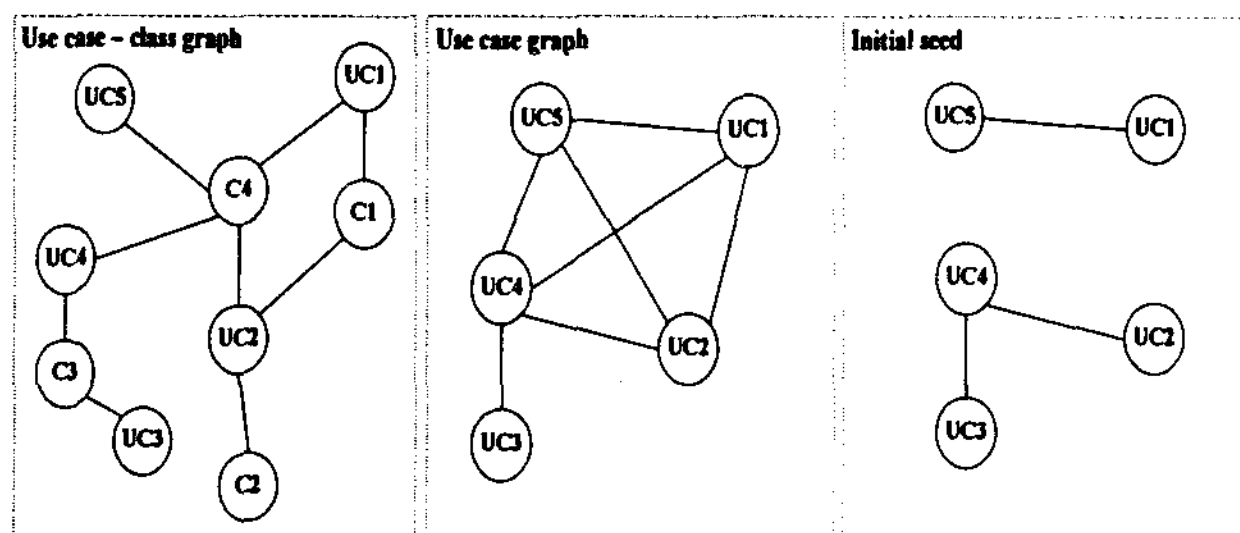 Use case – class graph
UC1
UC5
C4
C1
UC4
UC2
C3
UC3
C2
Use case graph
UC5
UC1
UC4
UC2
UC3
Initial seed
UC5
UC1
UC4
UC2
UC3